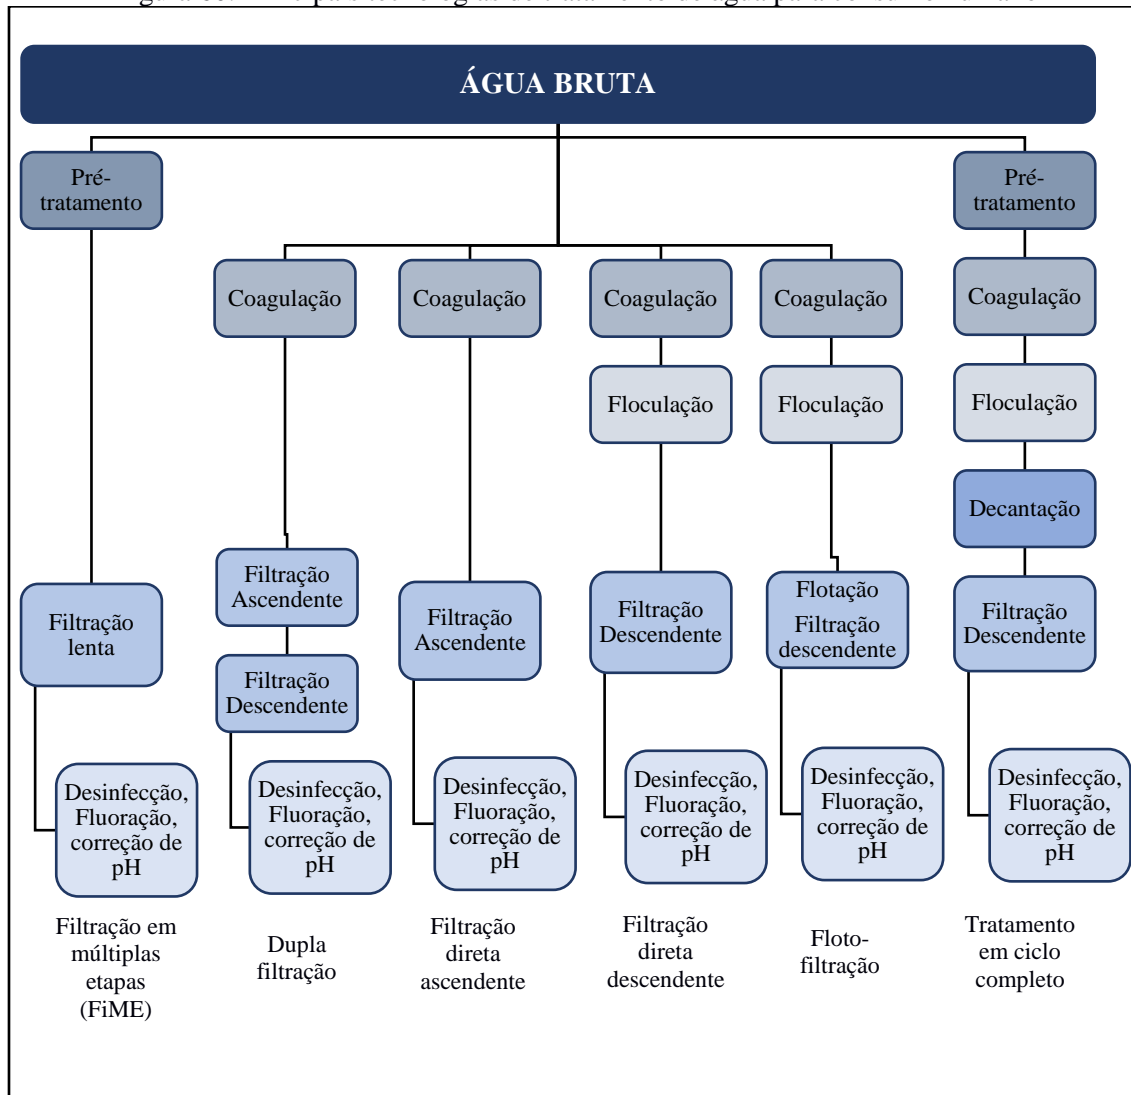 ÁGUA BRUTA
Pré-
tratamento
Filtração
lenta
Desinfecção,
Fluoração,
correção de
pH
Filtração em
múltiplas
etapas
(FiME)
Coagulação
Filtração
Ascendente
Filtração
Descendente
Desinfecção,
Fluoração,
correção de
pH
Dupla
filtração
Coagulação
Filtração
Ascendente
Desinfecção,
Fluoração,
correção de
pH
Filtração
direta
ascendente
Coagulação
Floculação
Filtração
Descendente
Desinfecção,
Fluoração,
correção de
pH
Filtração
direta
descendente
Coagulação
Floculação
Flotação
Filtração
descendente
Desinfecção,
Fluoração,
correção de
pH
Floto-
filtração
Pré-
tratamento
Coagulação
Floculação
Decantação
Filtração
Descendente
Desinfecção,
Fluoração,
correção de
pH
Tratamento
em ciclo
completo